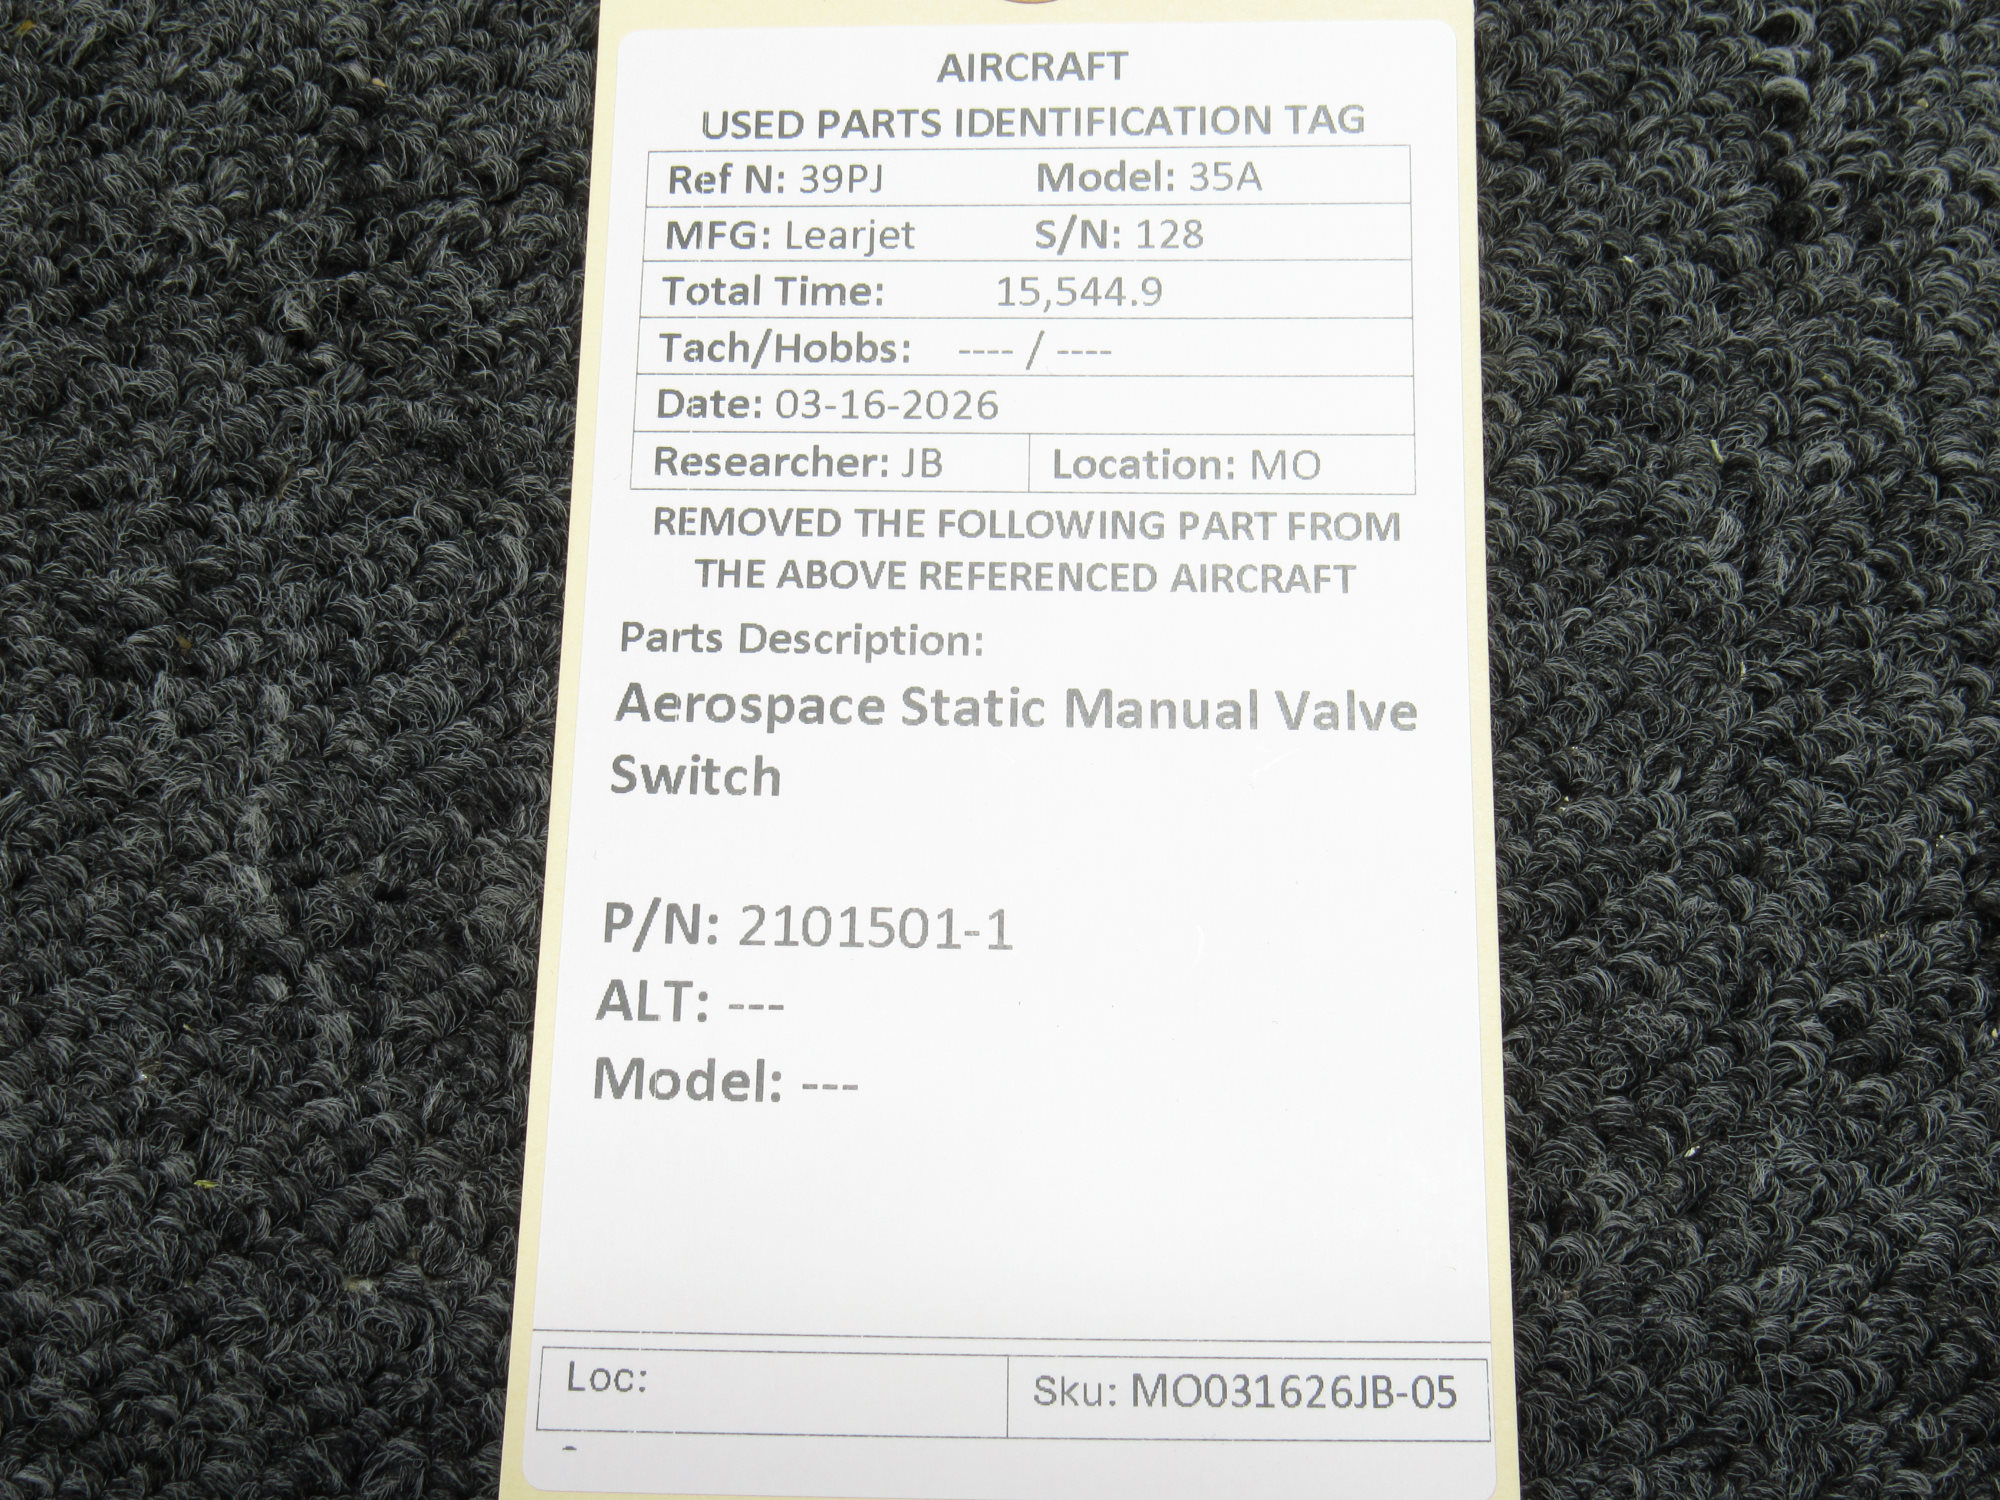 AIRCRAFT
USED PARTS IDENTIFICATION TAG
Ref N: 39PJ Model: 35A
MFG: Learjet S/N: 128
Total Time: 15,544.9
Tach/Hobbs: ---- / ----
Date: 03-16-2026
Researcher: JB Location: MO
REMOVED THE FOLLOWING PART FROM
THE ABOVE REFERENCED AIRCRAFT
Parts Description:
Aerospace Static Manual Valve
Switch
P/N: 2101501-1
ALT: ---
Model: ---
Loc: Sku: MO031626JB-05